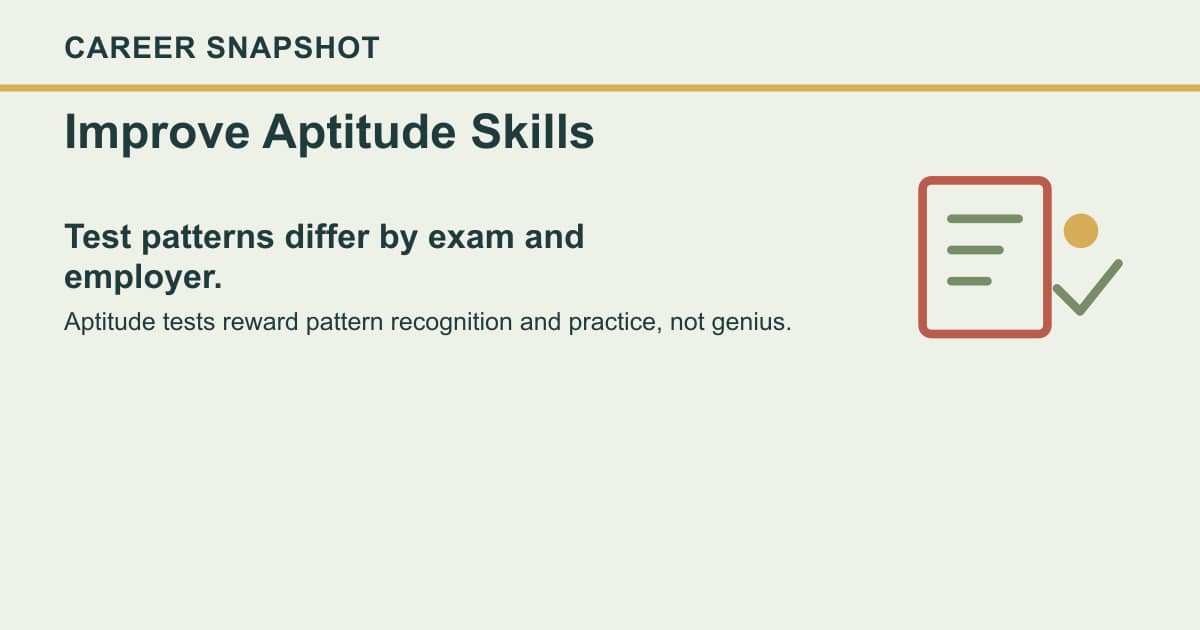 CAREER SNAPSHOT
Improve Aptitude Skills
Test patterns differ by exam and
employer.
Aptitude tests reward pattern recognition and practice, not genius.